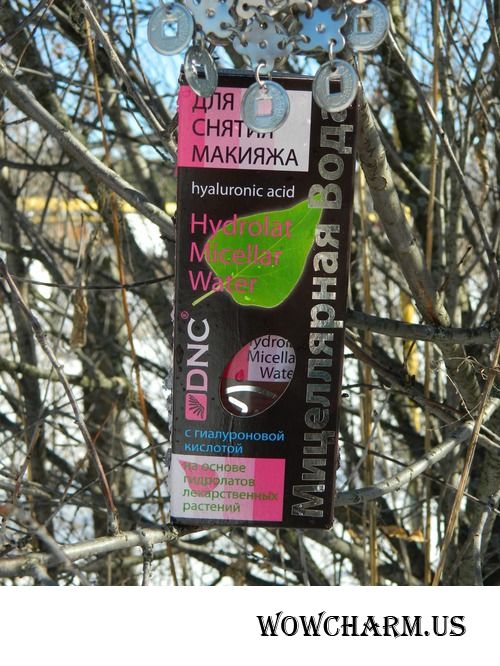 ДЛЯ
СНЯТИЯ
МАКИЯЖА
hyaluronic acid
Hydrolat
Micellar
Water
Мицеллярная Вода
DNC®
Micella
Wate
с гиалуроновой
кислотой
на основе
гидролатов
лекарственных
растений
WOWCHARM.US